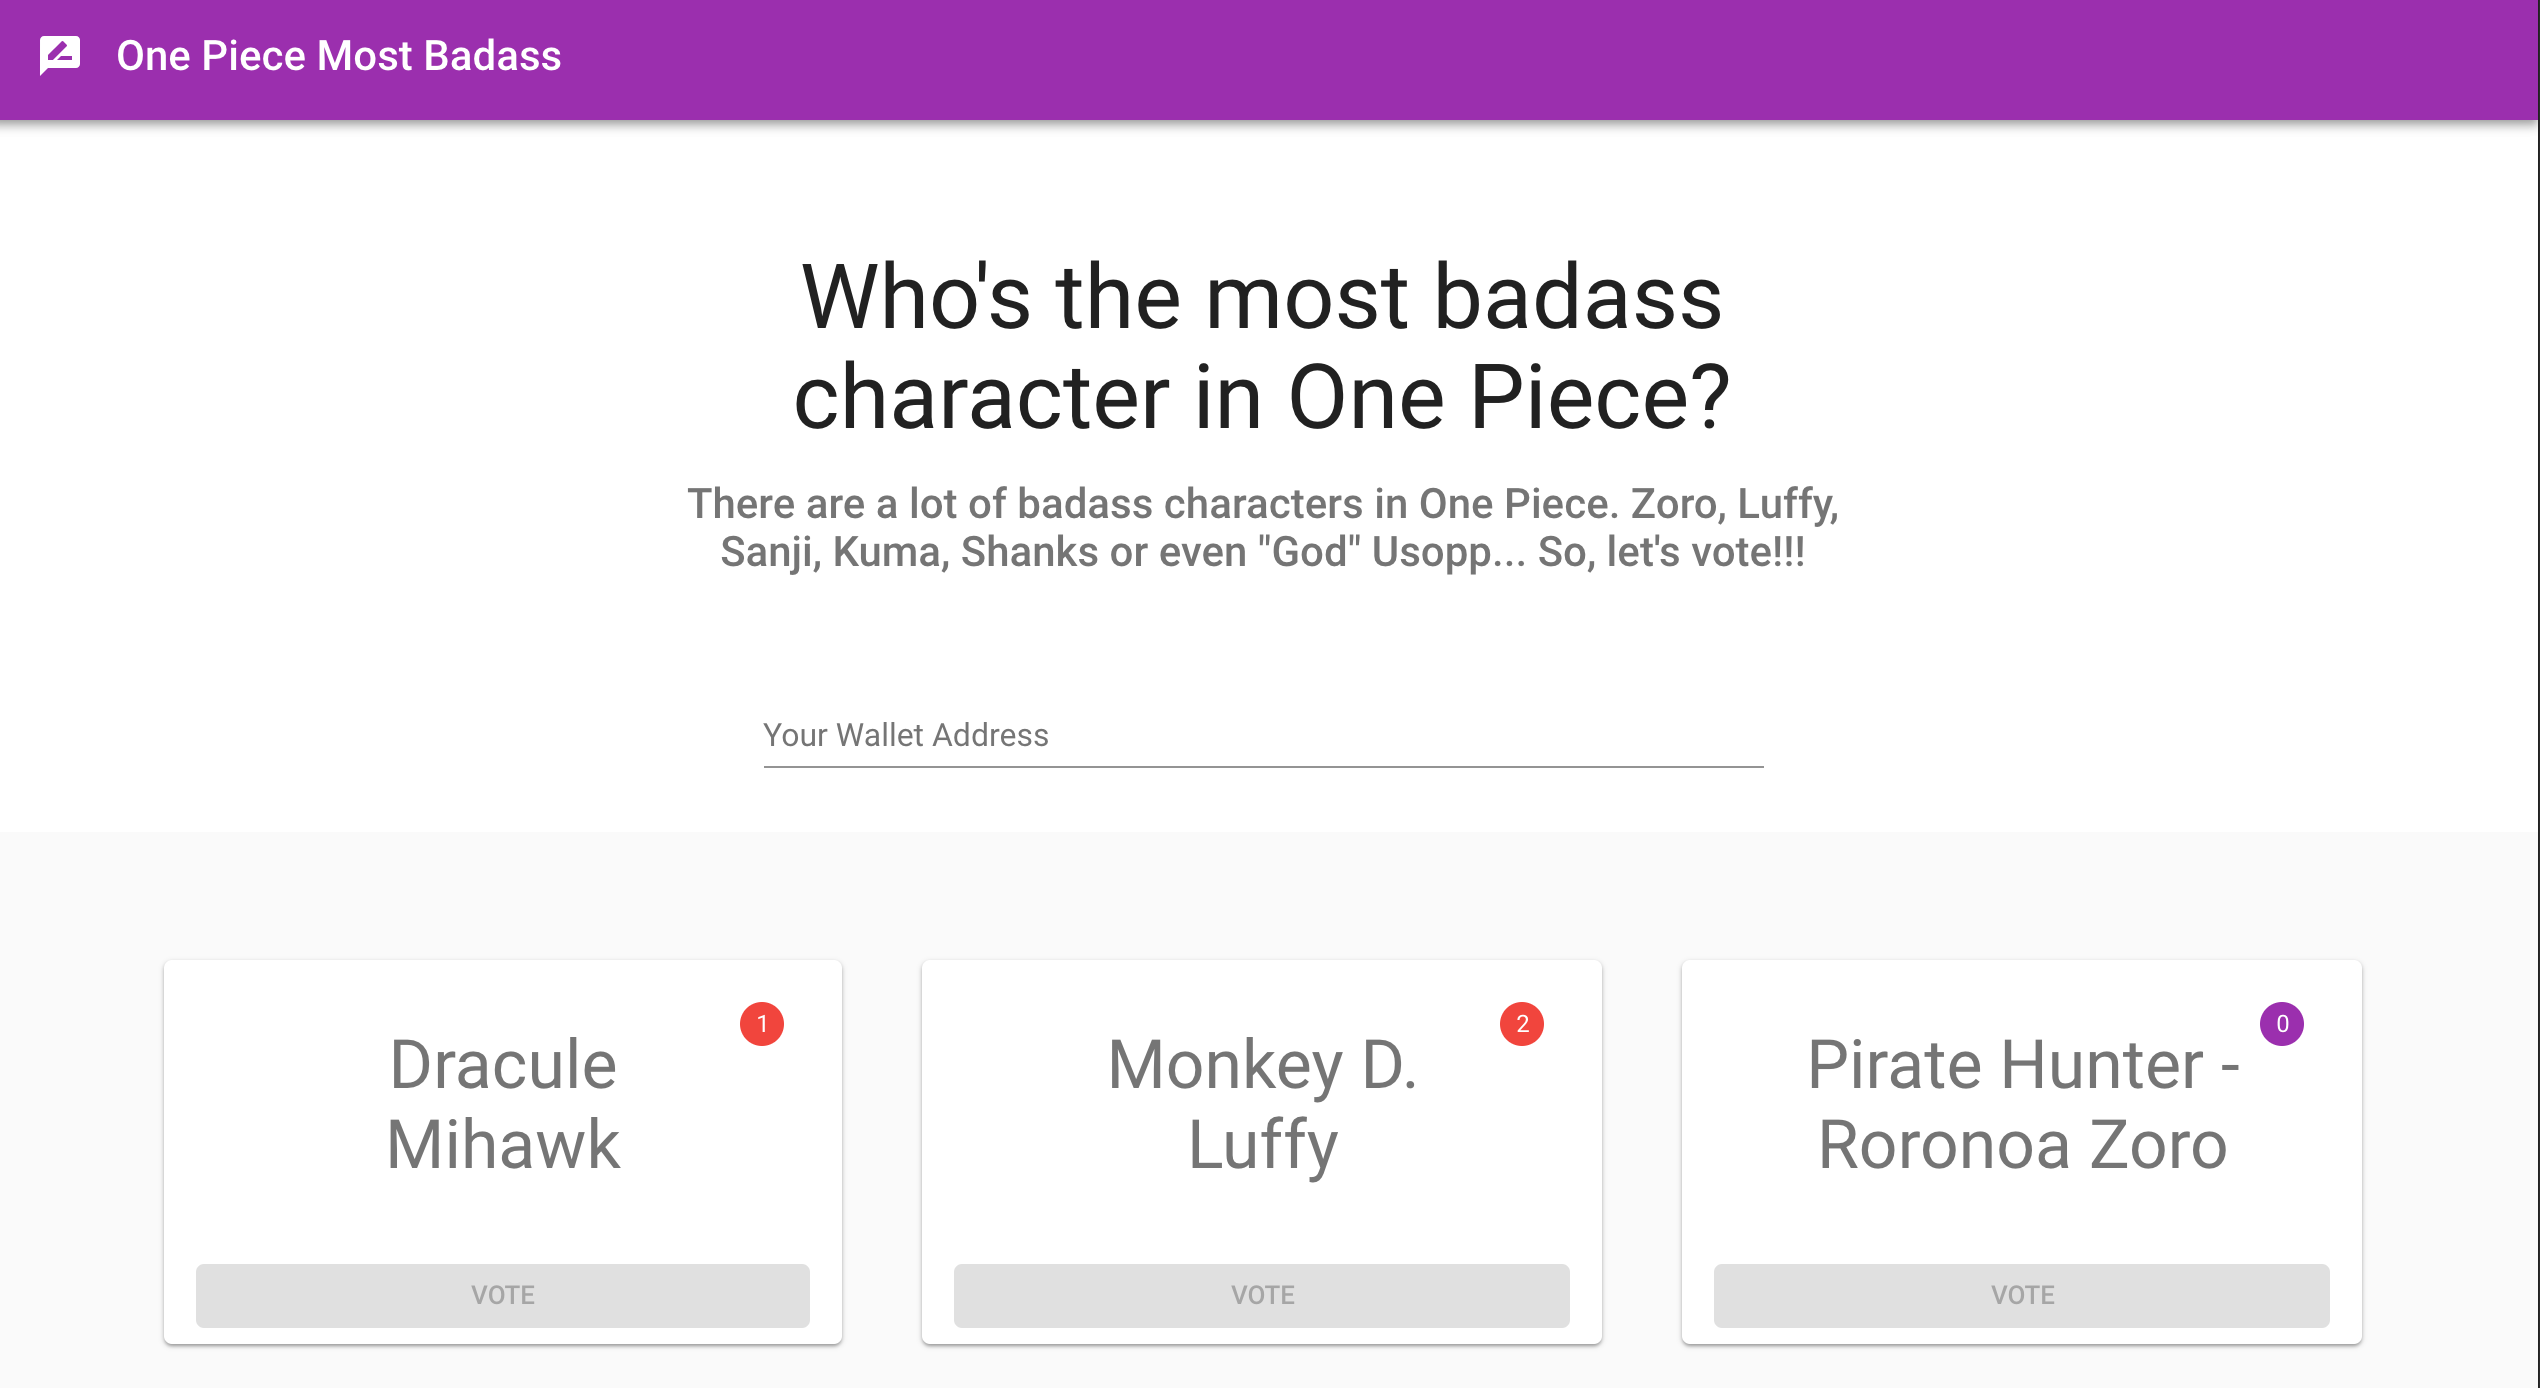 One Piece Most Badass
Who's the most badass
character in One Piece?
There are a lot of badass characters in One Piece. Zoro, Luffy,
Sanji, Kuma, Shanks or even "God" Usopp... So, let's vote!!!
Your Wallet Address
1
Dracule
Mihawk
VOTE
2
Monkey D.
Luffy
VOTE
0
Pirate Hunter -
Roronoa Zoro
VOTE